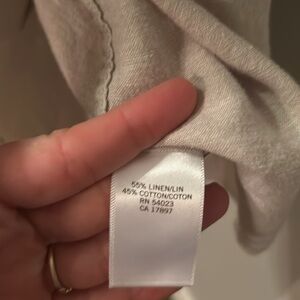 55% LINEN/LIN
45% COTTON/COTON
RN 54023
CA 17897